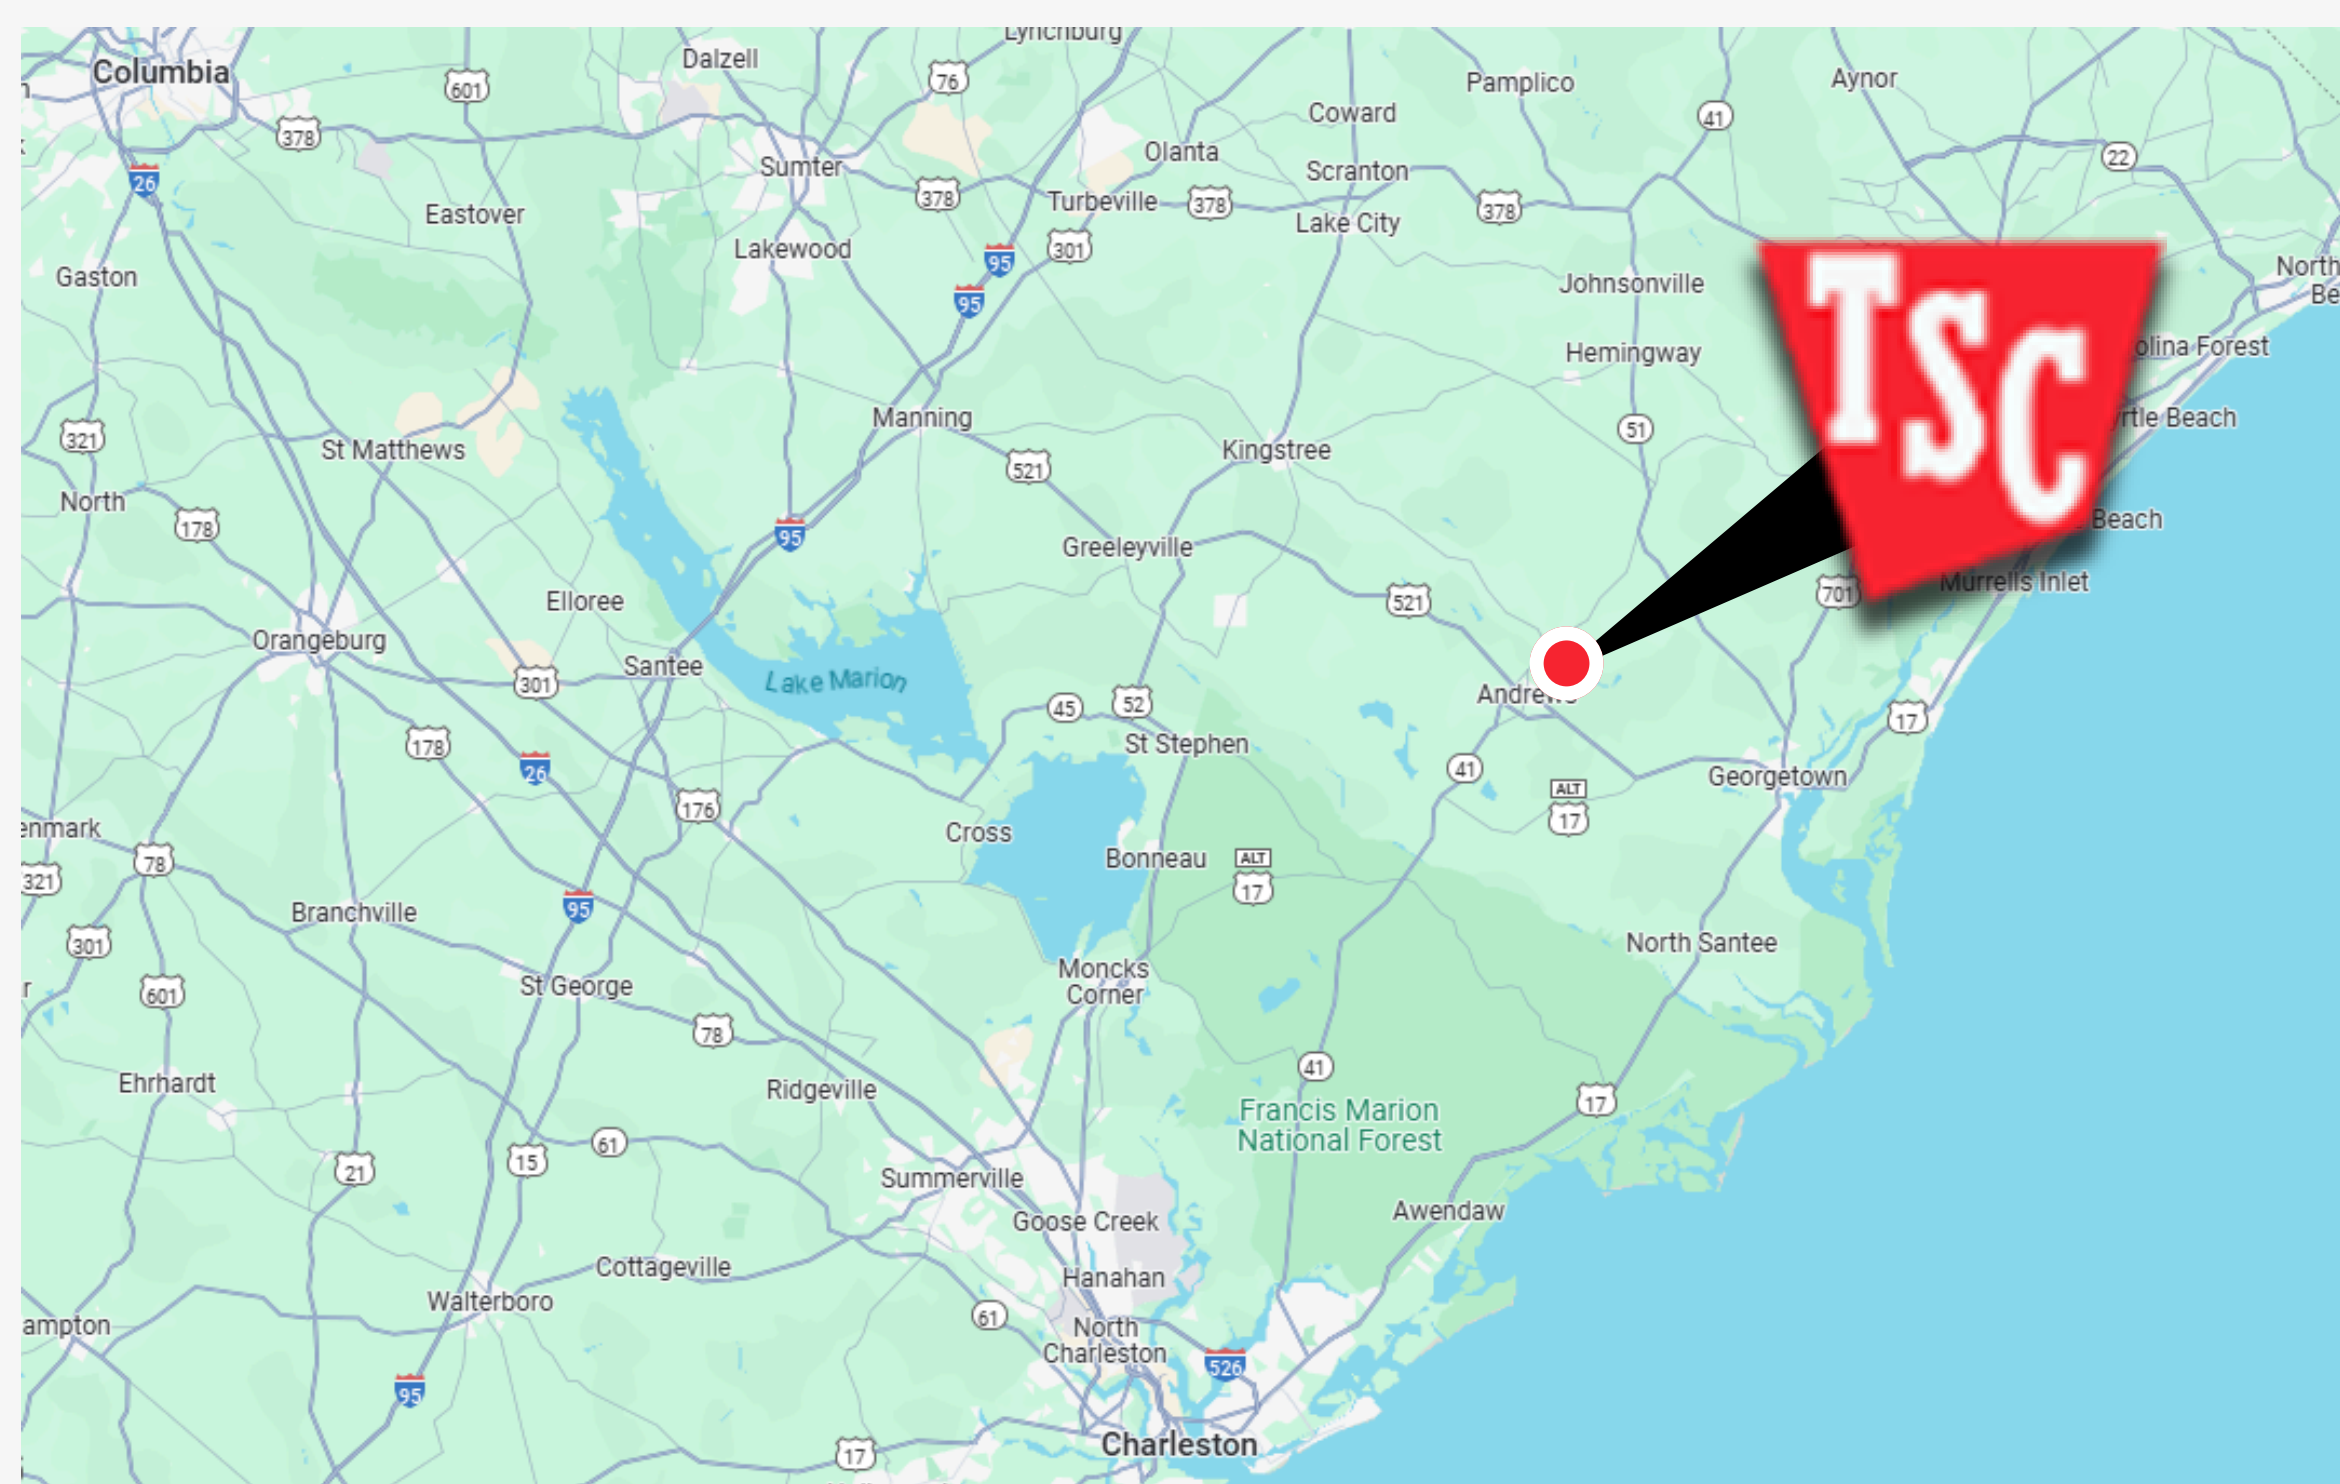 Lynchburg
Columbia
Dalzell
601
76
Pamplico
Aynor
378
Coward
41
26
Sumter
Olanta
Scranton
22
378
Turbeville
378
378
Eastover
Lakewood
301
Lake City
95
Gaston
95
Johnsonville
North
Be
TSC
Hemingway
olina Forest
321
St Matthews
Manning
Kingstree
51
rtle Beach
521
North
178
95
Greeleyville
Beach
Elloree
521
701
Murrells Inlet
Orangeburg
301
Santee
Lake Marion
45
52
Andrews
17
178
26
St Stephen
41
Georgetown
176
ALT
17
enmark
78
Cross
Bonneau
ALT
17
321
95
Branchville
301
North Santee
601
St George
Moncks
Corner
78
Ehrhardt
Ridgeville
41
Francis Marion
National Forest
17
21
15
61
Summerville
Goose Creek
Awendaw
Cottageville
Hanahan
Walterboro
61
ampton
North
Charleston
526
95
17
Charleston